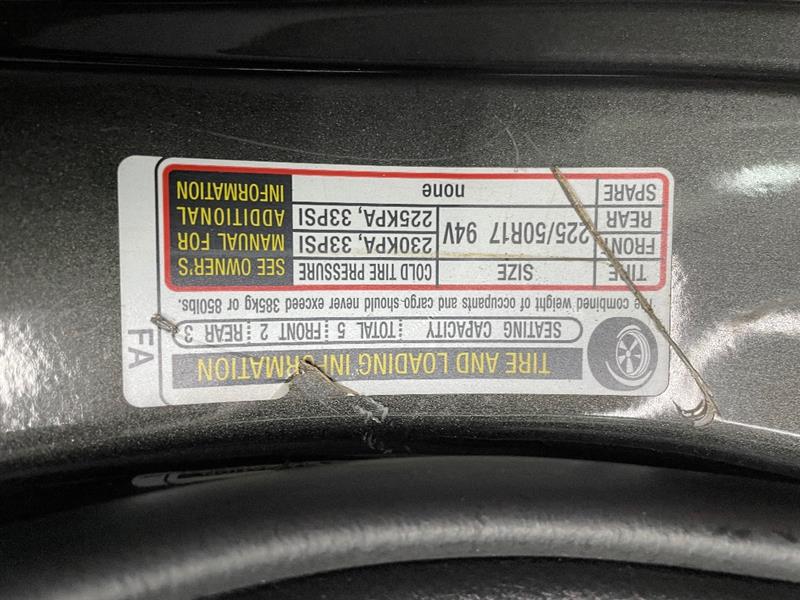 TIRE AND LOADING INFORMATION
SEATING CAPACITY TOTAL 5 FRONT 2 REAR 3
The combined weight of occupants and cargo should never exceed 385kg or 850lbs.
TIRE SIZE COLD TIRE PRESSURE
FRONT 225/50R17 94V 230KPA, 33PSI
REAR 225KPA, 33PSI
SPARE none
SEE OWNER'S
MANUAL FOR
ADDITIONAL
INFORMATION
FA